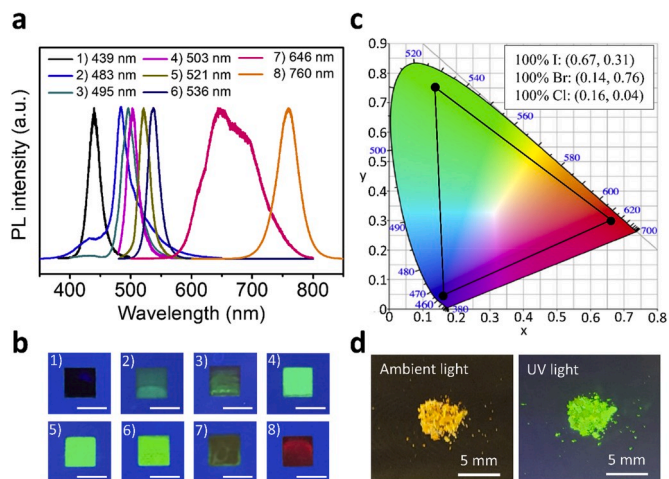 a
1) 439 nm
4) 503 nm
7) 646 nm
2) 483 nm
5) 521 nm
8) 760 nm
3) 495 nm
6) 536 nm
PL intensity (a.u.)
400 500 600 700 800
Wavelength (nm)
b
1) 2) 3) 4)
5) 6) 7) 8)
c
100% I: (0.67, 0.31)
100% Br: (0.14, 0.76)
100% Cl: (0.16, 0.04)
0.9
0.8
0.7
0.6
0.5
0.4
0.3
0.2
0.1
0
y
520
540
560
580
600
620
700
500
490
480
470
460
380
0 0.1 0.2 0.3 0.4 0.5 0.6 0.7 0.8
x
d
Ambient light
5 mm
UV light
5 mm